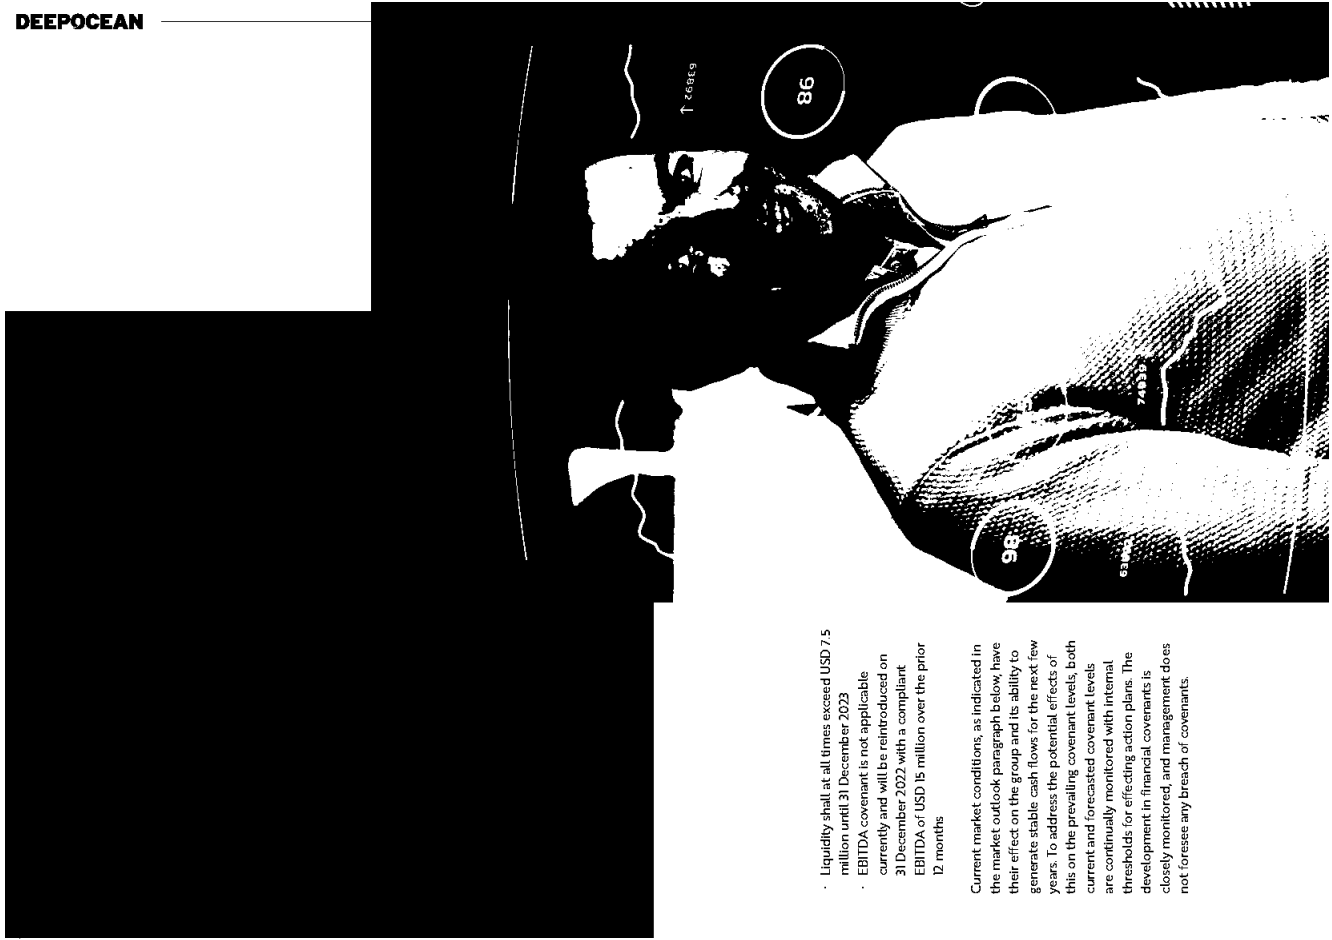 DEEPOCEAN
63892
98
74939
98
· Liquidity shall at all times exceed USD 7.5
million until 31 December 2023
· EBITDA covenant is not applicable
currently and will be reintroduced on
31 December 2022 with a compliant
EBITDA of USD 15 million over the prior
12 months
Current market conditions, as indicated in
the market outlook paragraph below, have
their effect on the group and its ability to
generate stable cash flows for the next few
years. To address the potential effects of
this on the prevailing covenant levels, both
current and forecasted covenant levels
are continually monitored with internal
thresholds for effecting action plans. The
development in financial covenants is
closely monitored, and management does
not foresee any breach of covenants.